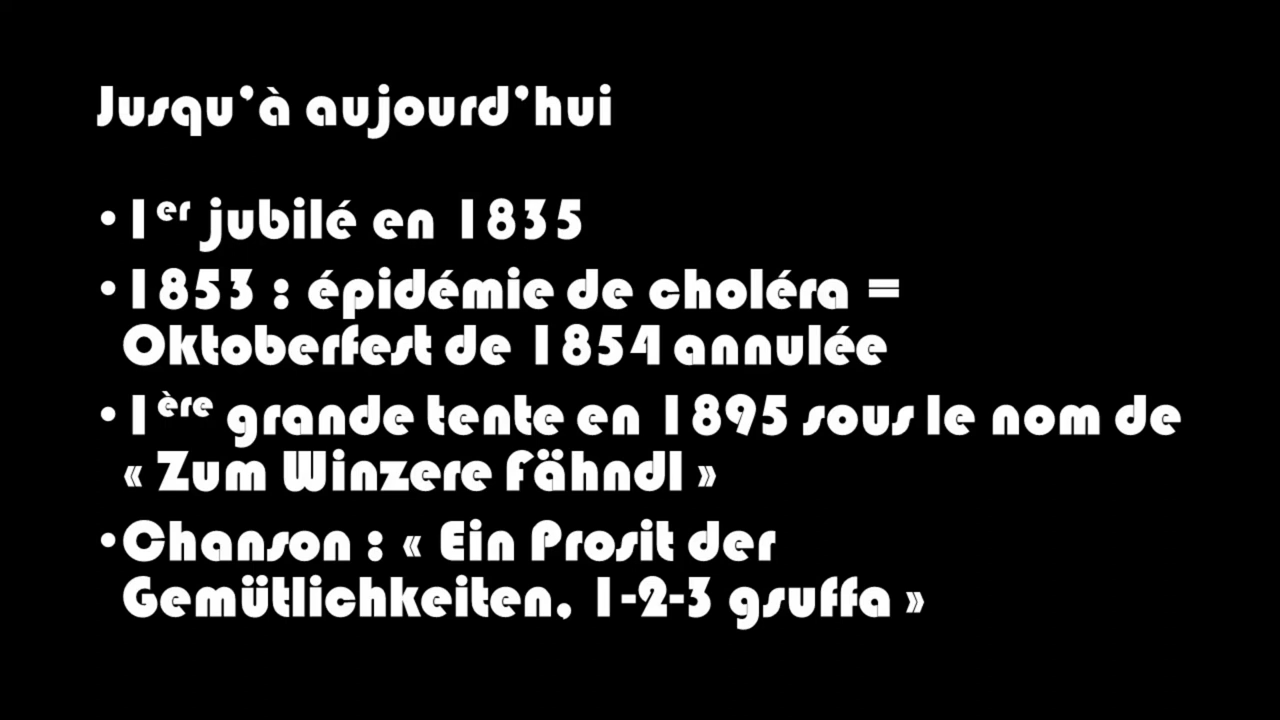 Jusqu'à aujourd'hui
•1er jubilé en 1835
•1853 : épidémie de choléra =
Oktoberfest de 1854 annulée
•1ère grande tente en 1895 sous le nom de
« Zum Winzere Fähndl »
•Chanson : « Ein Prosit der
Gemütlichkeiten, 1-2-3 gsuffa »